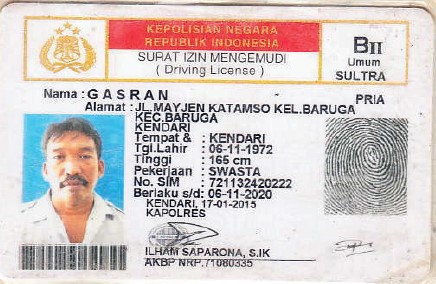 KEPOLISIAN NEGARA
REPUBLIK INDONESIA
SURAT IZIN MENGEMUDI
( Driving License )
BII
Umum
SULTRA
Nama : GASRAN
PRIA
Alamat : JL.MAYJEN KATAMSO KEL.BARUGA
KEC.BARUGA
KENDARI
Tempat & : KENDARI
Tgl.Lahir : 06-11-1972
Tinggi : 165 cm
Pekerjaan : SWASTA
No. SIM : 721132420222
Berlaku s/d : 06-11-2020
KENDARI, 17-01-2015
KAPOLRES
ILHAM SAPARONA, S.IK
AKBP NRP.71080335